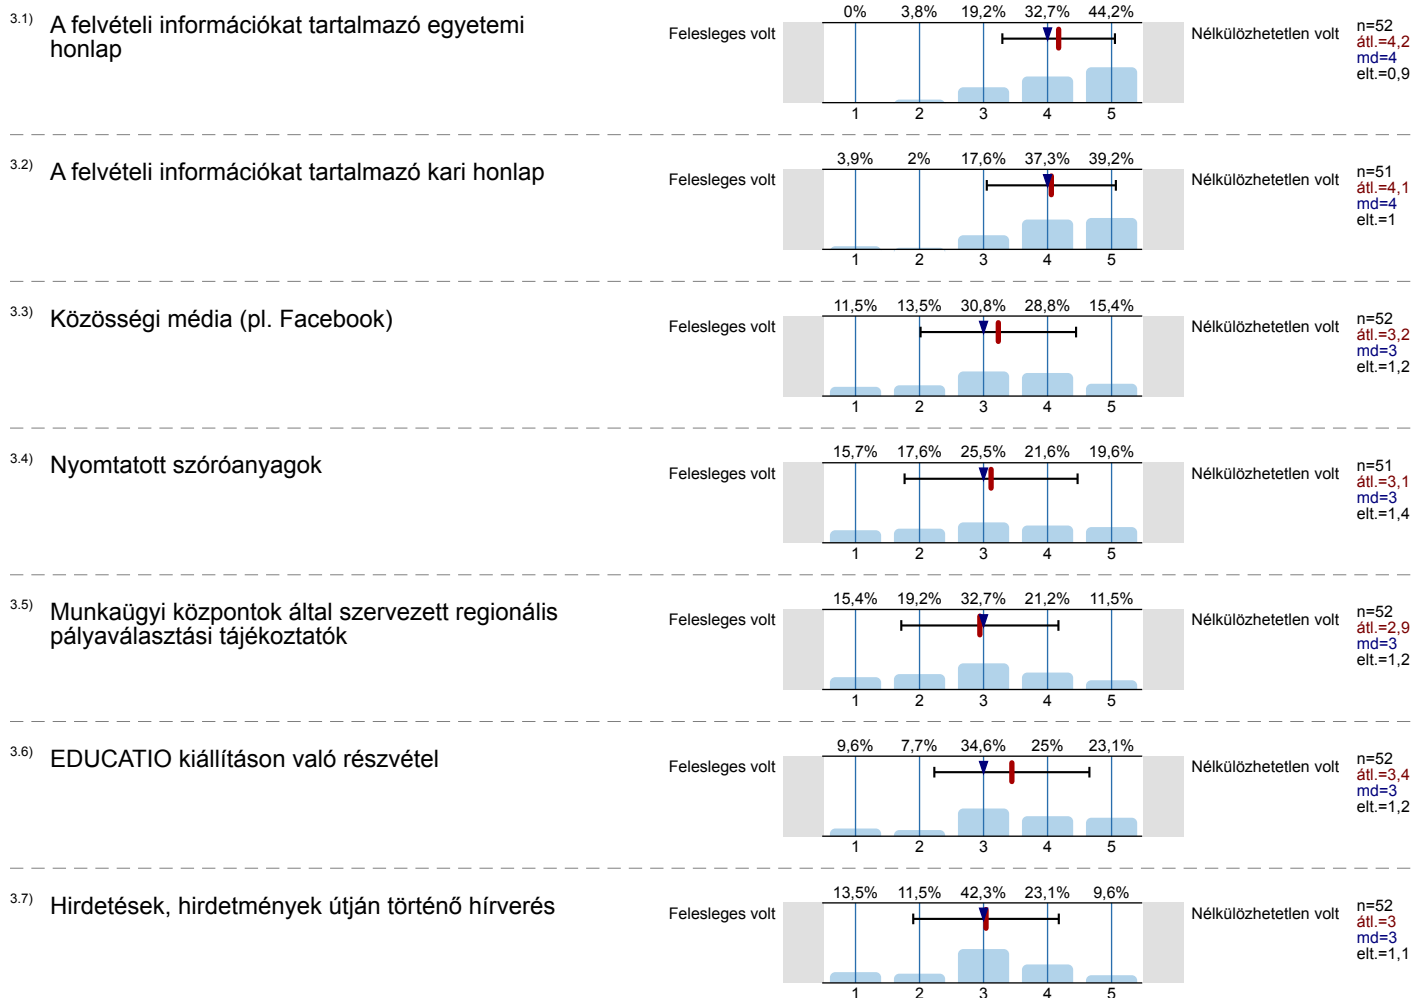 3.1) A felvételi információkat tartalmazó egyetemi
honlap
Felesleges volt
0% 3,8% 19,2% 32,7% 44,2%
1 2 3 4 5
Nélkülözhetetlen volt
n=52
átl.=4,2
md=4
elt.=0,9
3.2) A felvételi információkat tartalmazó kari honlap
Felesleges volt
3,9% 2% 17,6% 37,3% 39,2%
1 2 3 4 5
Nélkülözhetetlen volt
n=51
átl.=4,1
md=4
elt.=1
3.3) Közösségi média (pl. Facebook)
Felesleges volt
11,5% 13,5% 30,8% 28,8% 15,4%
1 2 3 4 5
Nélkülözhetetlen volt
n=52
átl.=3,2
md=3
elt.=1,2
3.4) Nyomtatott szóróanyagok
Felesleges volt
15,7% 17,6% 25,5% 21,6% 19,6%
1 2 3 4 5
Nélkülözhetetlen volt
n=51
átl.=3,1
md=3
elt.=1,4
3.5) Munkaügyi központok által szervezett regionális
pályaválasztási tájékoztatók
Felesleges volt
15,4% 19,2% 32,7% 21,2% 11,5%
1 2 3 4 5
Nélkülözhetetlen volt
n=52
átl.=2,9
md=3
elt.=1,2
3.6) EDUCATIO kiállításon való részvétel
Felesleges volt
9,6% 7,7% 34,6% 25% 23,1%
1 2 3 4 5
Nélkülözhetetlen volt
n=52
átl.=3,4
md=3
elt.=1,2
3.7) Hirdetések, hirdetmények útján történő hírverés
Felesleges volt
13,5% 11,5% 42,3% 23,1% 9,6%
1 2 3 4 5
Nélkülözhetetlen volt
n=52
átl.=3
md=3
elt.=1,1